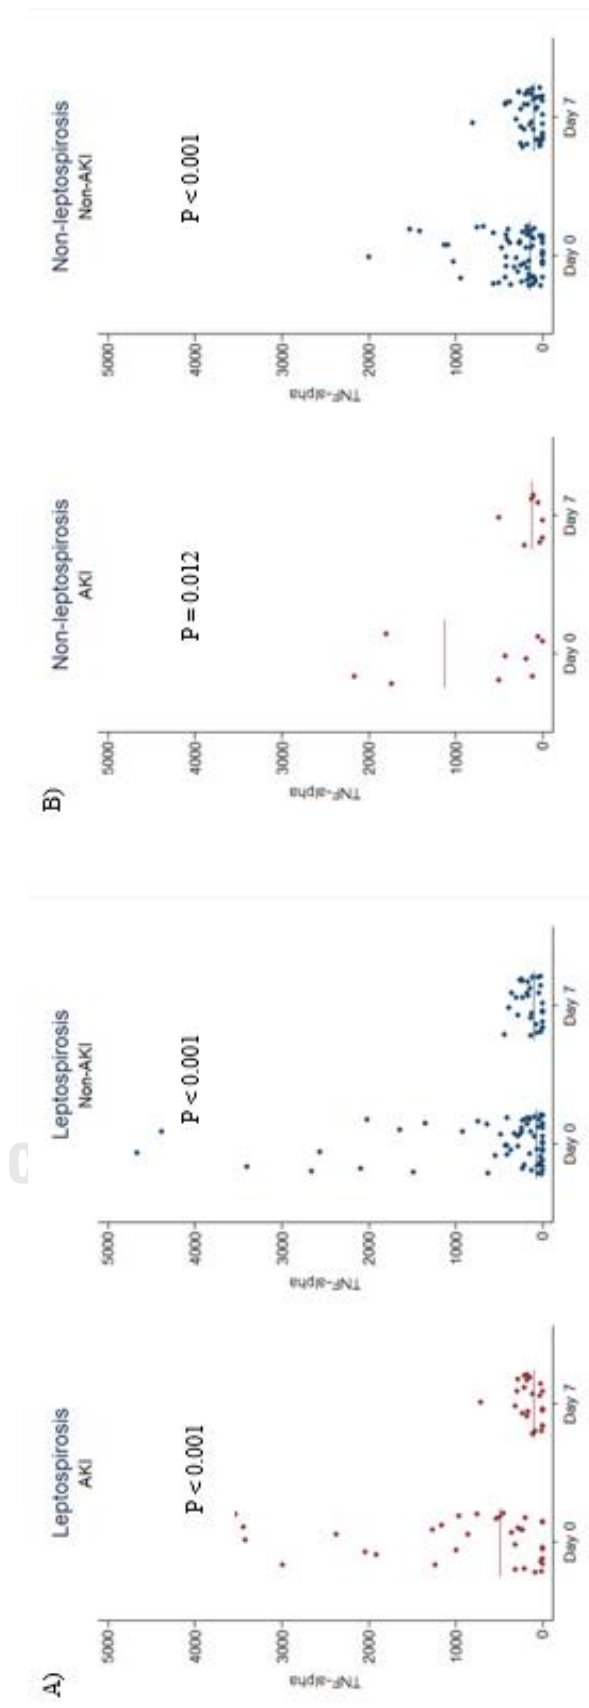 A)
Leptospirosis
AKI
P < 0.001
TNF-alpha
5000
4000
3000
2000
1000
0
Day 0
Day 7
Leptospirosis
Non-AKI
P < 0.001
TNF-alpha
5000
4000
3000
2000
1000
0
Day 0
Day 7
B)
Non-leptospirosis
AKI
P = 0.012
TNF-alpha
5000
4000
3000
2000
1000
0
Day 0
Day 7
Non-leptospirosis
Non-AKI
P < 0.001
TNF-alpha
5000
4000
3000
2000
1000
0
Day 0
Day 7